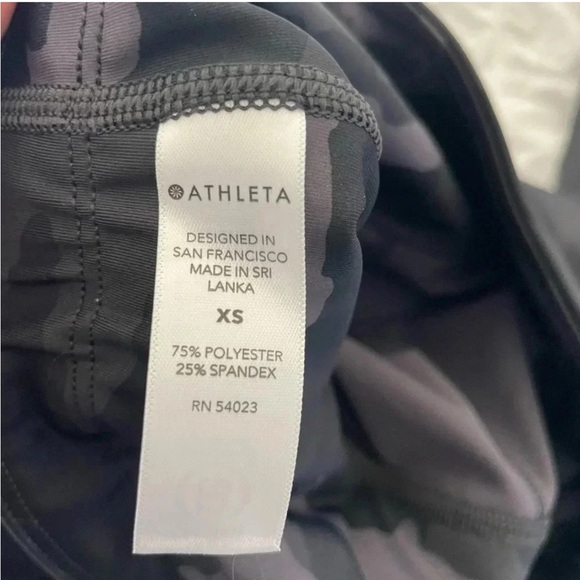 ATHLETA
DESIGNED IN
SAN FRANCISCO
MADE IN SRI
LANKA
XS
75% POLYESTER
25% SPANDEX
RN 54023